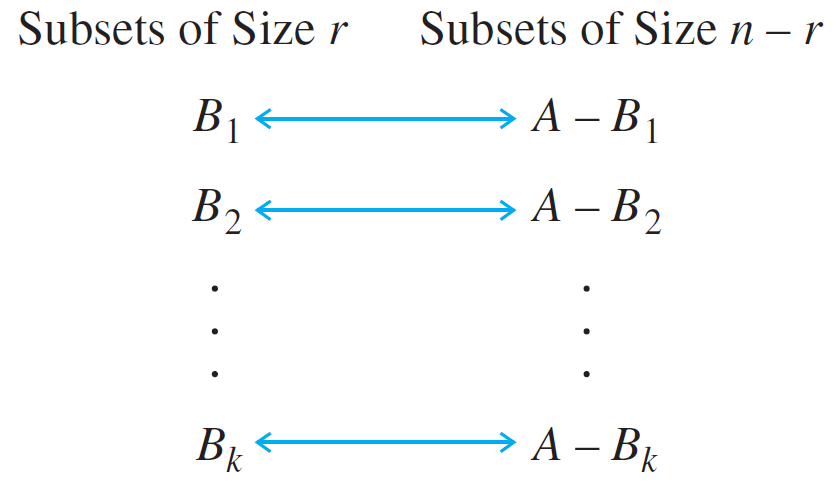 Subsets of Size r Subsets of Size n – r
B₁ A – B₁
B₂ A – B₂
. .
. .
. .
Bₖ A – Bₖ